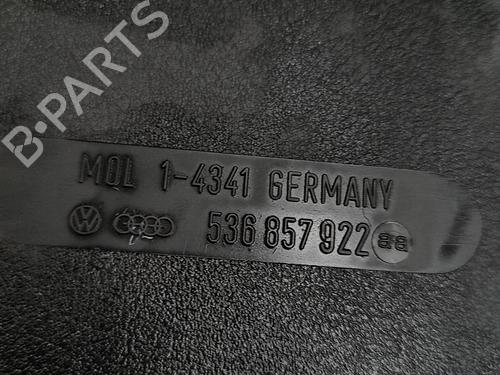 B-PARTS
MQL 1-4341 GERMANY
536 857 922